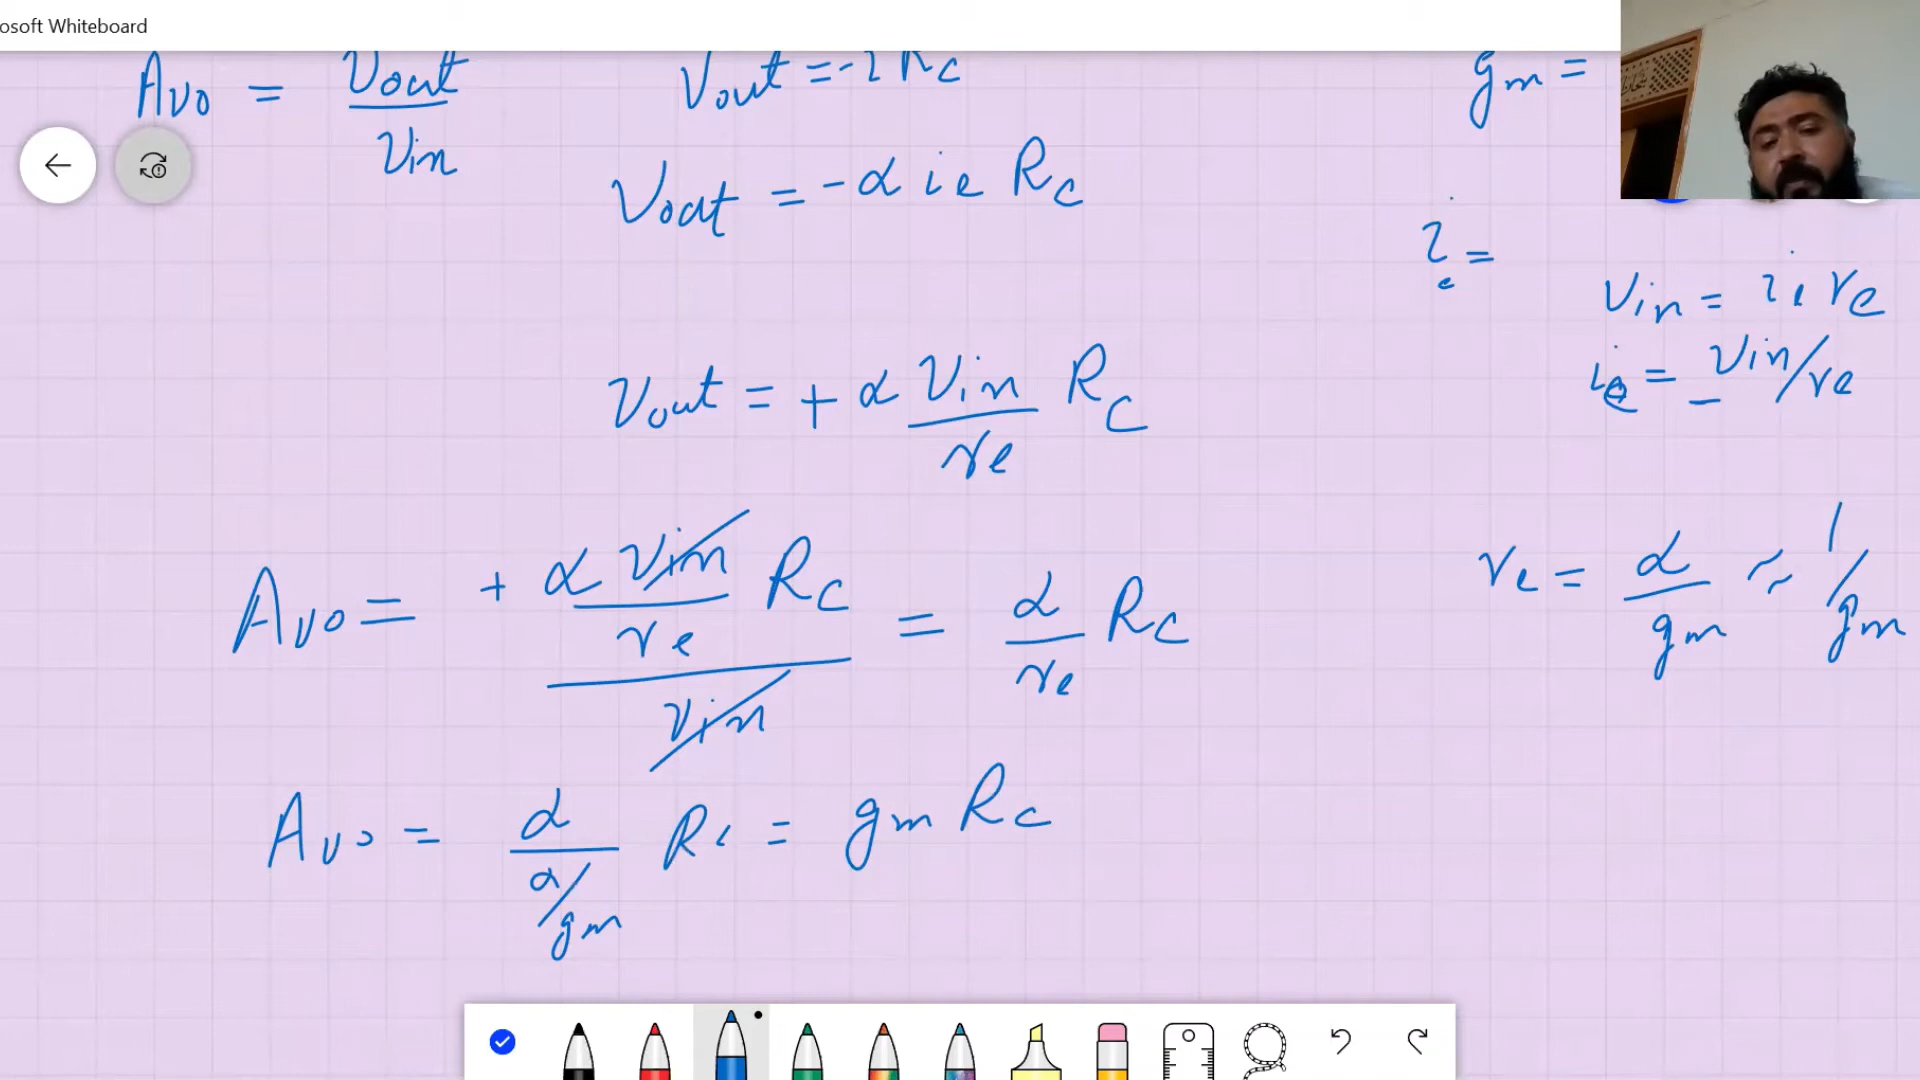 osoft Whiteboard
Avo = Vout / Vin
Vout = -i Rc
gm =
Vout = - α ie Rc
ie =
Vin = ie re
ie = - Vin/re
Vout = + α Vin / re Rc
Avo = + α Vin / re Rc / Vin = α / re Rc
re = α / gm ≈ 1/gm
Avo = α / α/gm Rc = gm Rc